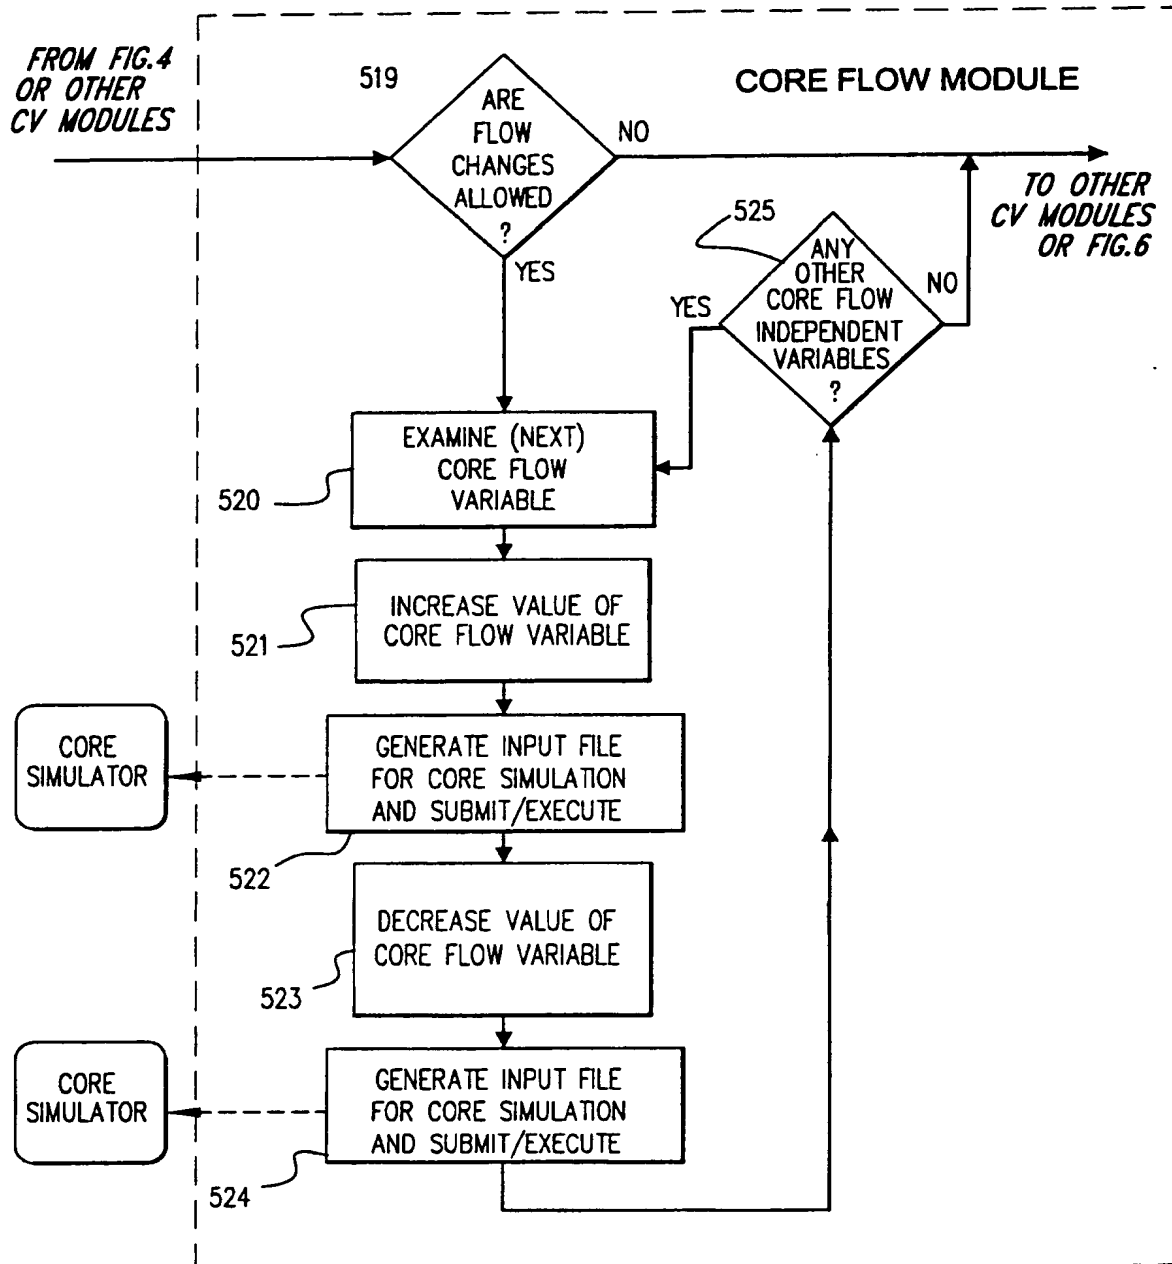 FROM FIG.4
OR OTHER
CV MODULES
519
ARE
FLOW
CHANGES
ALLOWED
?
NO
YES
CORE FLOW MODULE
TO OTHER
CV MODULES
OR FIG.6
525
ANY
OTHER
CORE FLOW
INDEPENDENT
VARIABLES
?
YES
NO
EXAMINE (NEXT)
CORE FLOW
VARIABLE
520
INCREASE VALUE OF
CORE FLOW VARIABLE
521
CORE
SIMULATOR
GENERATE INPUT FILE
FOR CORE SIMULATION
AND SUBMIT/EXECUTE
522
DECREASE VALUE OF
CORE FLOW VARIABLE
523
CORE
SIMULATOR
GENERATE INPUT FILE
FOR CORE SIMULATION
AND SUBMIT/EXECUTE
524